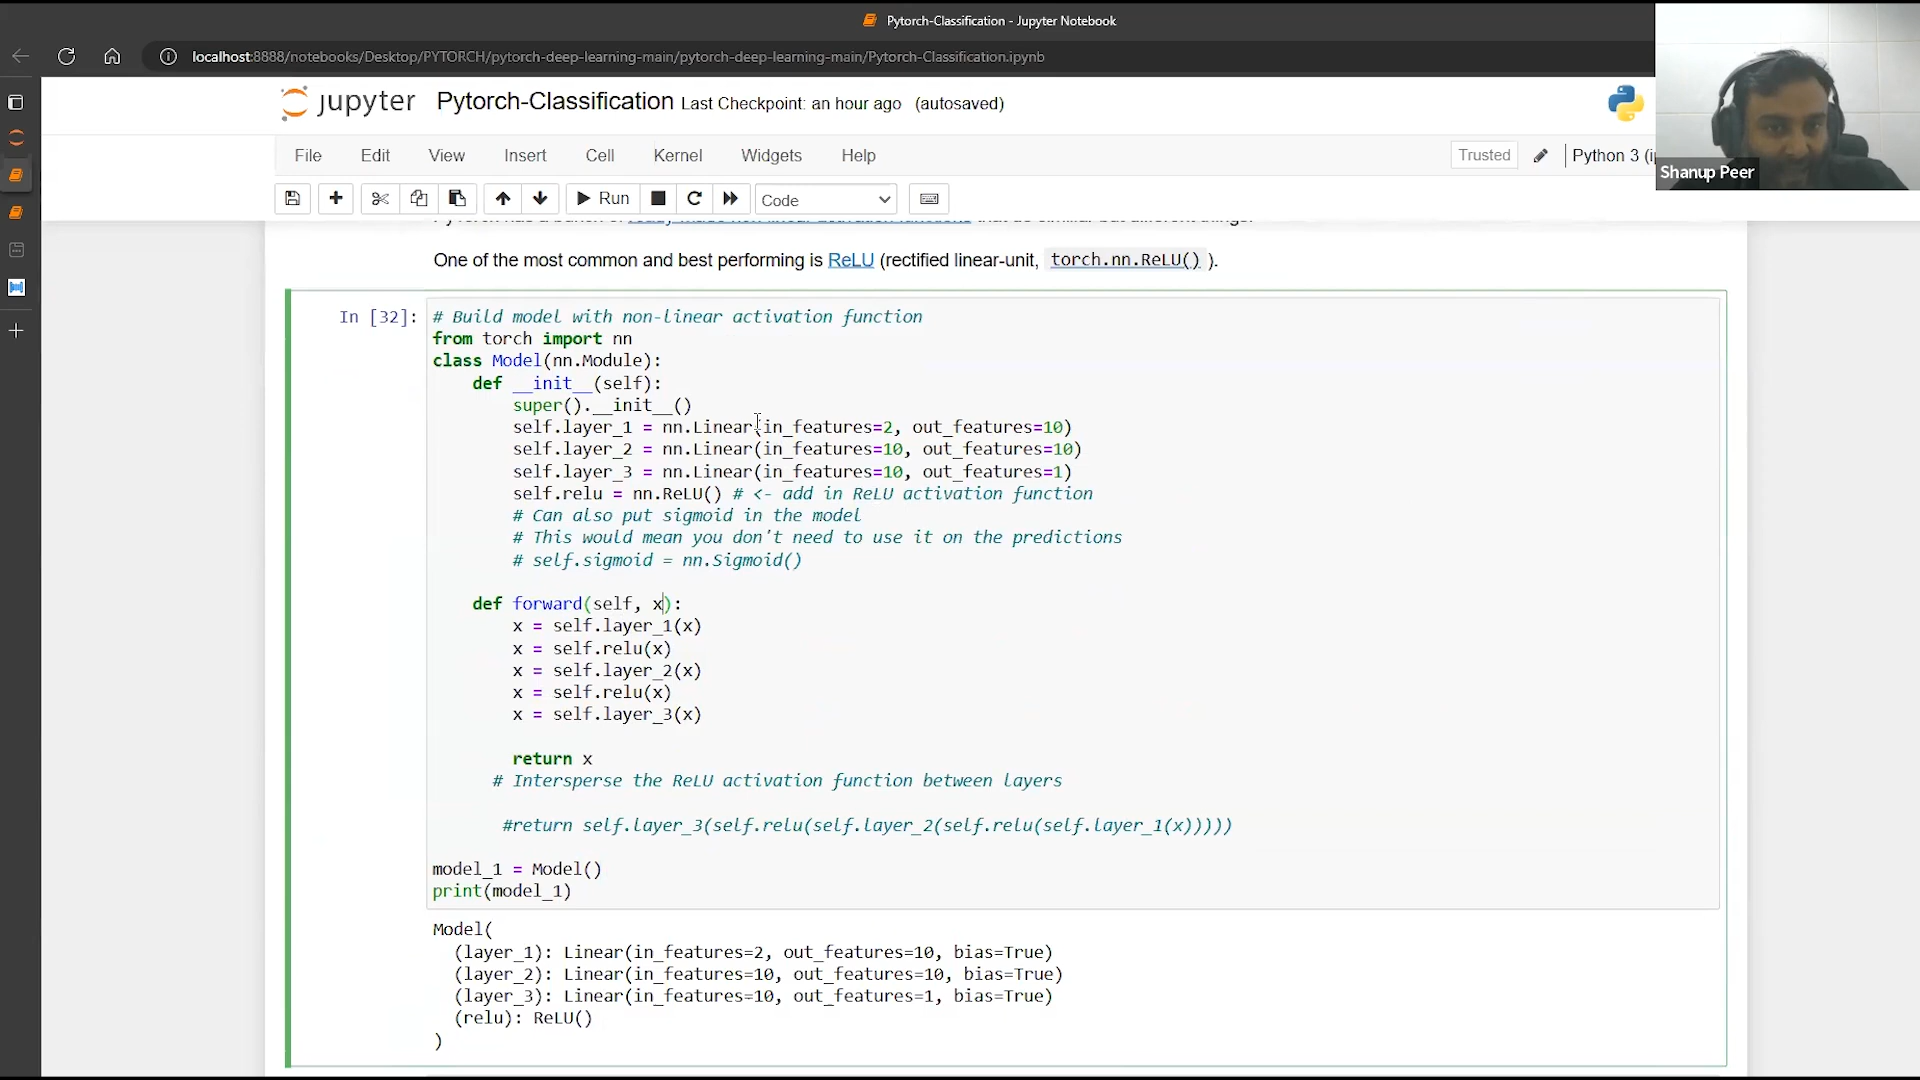 Pytorch-Classification - Jupyter Notebook
localhost:8888/notebooks/Desktop/PYTORCH/pytorch-deep-learning-main/pytorch-deep-learning-main/Pytorch-Classification.ipynb
jupyter Pytorch-Classification Last Checkpoint: an hour ago (autosaved)
File Edit View Insert Cell Kernel Widgets Help Trusted Python 3 (ip
Shanup Peer
Run Code
One of the most common and best performing is ReLU (rectified linear-unit, torch.nn.ReLU() ).
In [32]: # Build model with non-linear activation function
from torch import nn
class Model(nn.Module):
    def __init__(self):
        super().__init__()
        self.layer_1 = nn.Linear(in_features=2, out_features=10)
        self.layer_2 = nn.Linear(in_features=10, out_features=10)
        self.layer_3 = nn.Linear(in_features=10, out_features=1)
        self.relu = nn.ReLU() # <- add in ReLU activation function
        # Can also put sigmoid in the model
        # This would mean you don't need to use it on the predictions
        # self.sigmoid = nn.Sigmoid()
    def forward(self, x):
        x = self.layer_1(x)
        x = self.relu(x)
        x = self.layer_2(x)
        x = self.relu(x)
        x = self.layer_3(x)
        return x
      # Intersperse the ReLU activation function between layers
       #return self.layer_3(self.relu(self.layer_2(self.relu(self.layer_1(x)))))
model_1 = Model()
print(model_1)
Model(
  (layer_1): Linear(in_features=2, out_features=10, bias=True)
  (layer_2): Linear(in_features=10, out_features=10, bias=True)
  (layer_3): Linear(in_features=10, out_features=1, bias=True)
  (relu): ReLU()
)